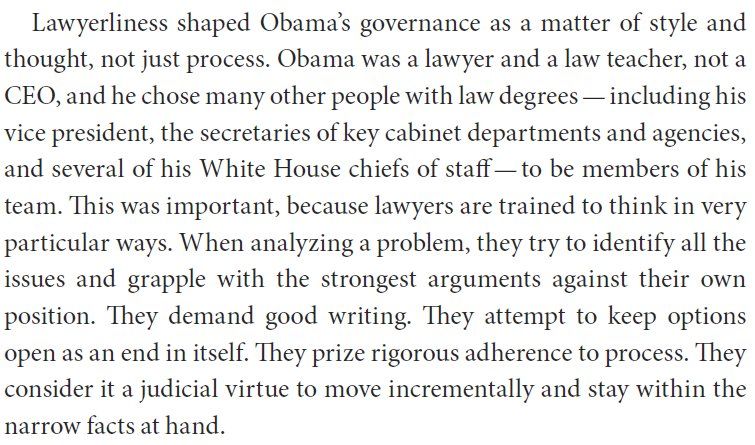 Lawyerliness shaped Obama’s governance as a matter of style and
thought, not just process. Obama was a lawyer and a law teacher, not a
CEO, and he chose many other people with law degrees — including his
vice president, the secretaries of key cabinet departments and agencies,
and several of his White House chiefs of staff — to be members of his
team. This was important, because lawyers are trained to think in very
particular ways. When analyzing a problem, they try to identify all the
issues and grapple with the strongest arguments against their own
position. They demand good writing. They attempt to keep options
open as an end in itself. They prize rigorous adherence to process. They
consider it a judicial virtue to move incrementally and stay within the
narrow facts at hand.